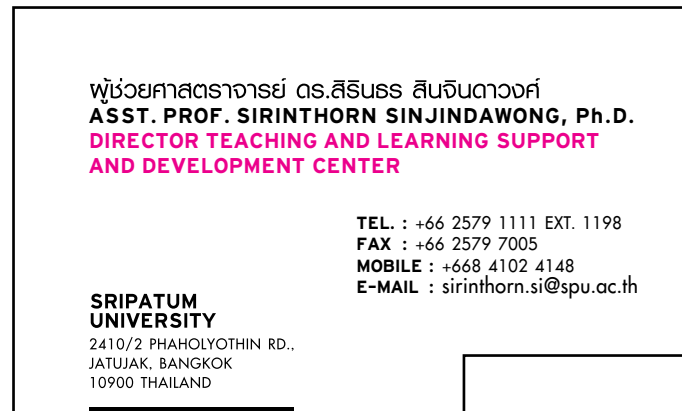 ผู้ช่วยศาสตราจารย์ ดร.สิรินธร สินจินดาวงศ์
ASST. PROF. SIRINTHORN SINJINDAWONG, Ph.D.
DIRECTOR TEACHING AND LEARNING SUPPORT
AND DEVELOPMENT CENTER
TEL. : +66 2579 1111 EXT. 1198
FAX : +66 2579 7005
MOBILE : +668 4102 4148
E-MAIL : sirinthorn.si@spu.ac.th
SRIPATUM
UNIVERSITY
2410/2 PHAHOLYOTHIN RD.,
JATUJAK, BANGKOK
10900 THAILAND